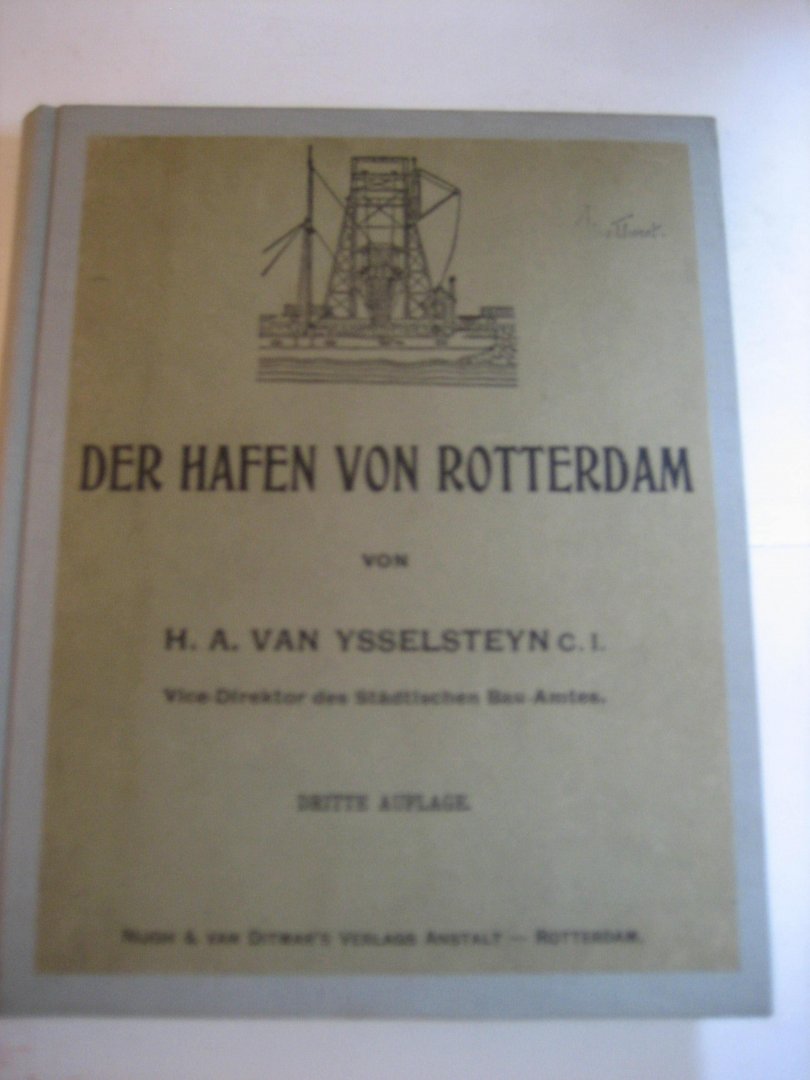 DER HAFEN VON ROTTERDAM
VON
H. A. VAN YSSELSTEYN C. I.
Vice-Direktor des Städtischen Bau-Amtes.
DRITTE AUFLAGE.
NIJGH & VAN DITMAR'S VERLAGS ANSTALT — ROTTERDAM.